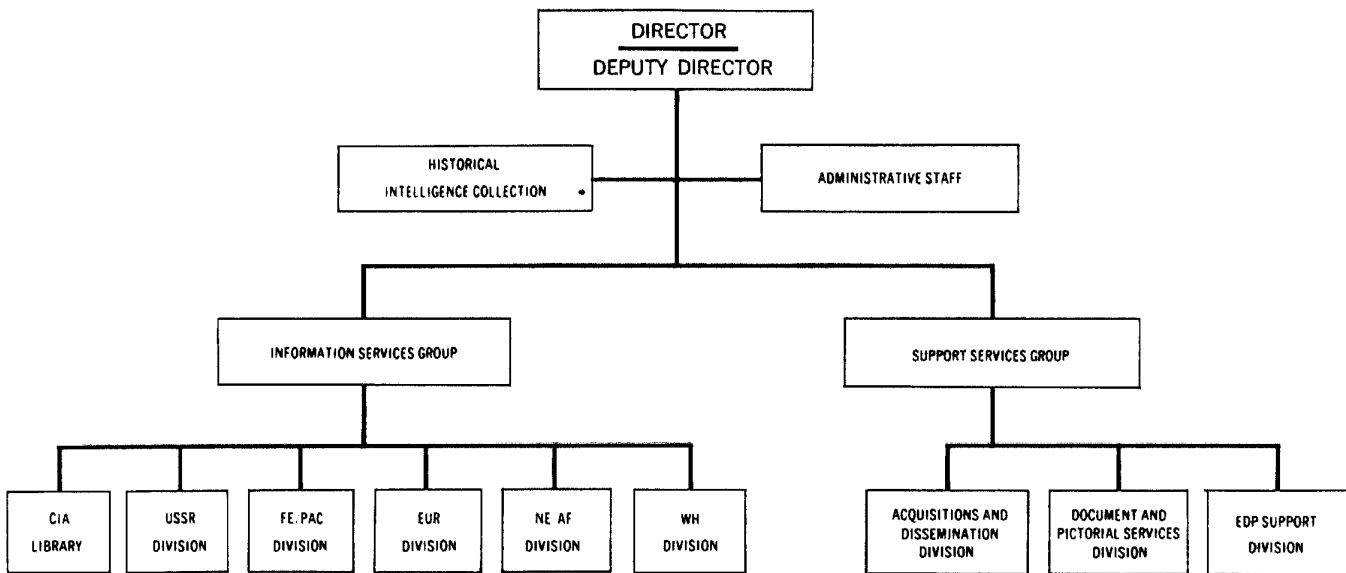 DIRECTOR
DEPUTY DIRECTOR
HISTORICAL
INTELLIGENCE COLLECTION
ADMINISTRATIVE STAFF
INFORMATION SERVICES GROUP
SUPPORT SERVICES GROUP
CIA
LIBRARY
USSR
DIVISION
FE/PAC
DIVISION
EUR
DIVISION
NE AF
DIVISION
WH
DIVISION
ACQUISITIONS AND
DISSEMINATION
DIVISION
DOCUMENT AND
PICTORIAL SERVICES
DIVISION
EDP SUPPORT
DIVISION